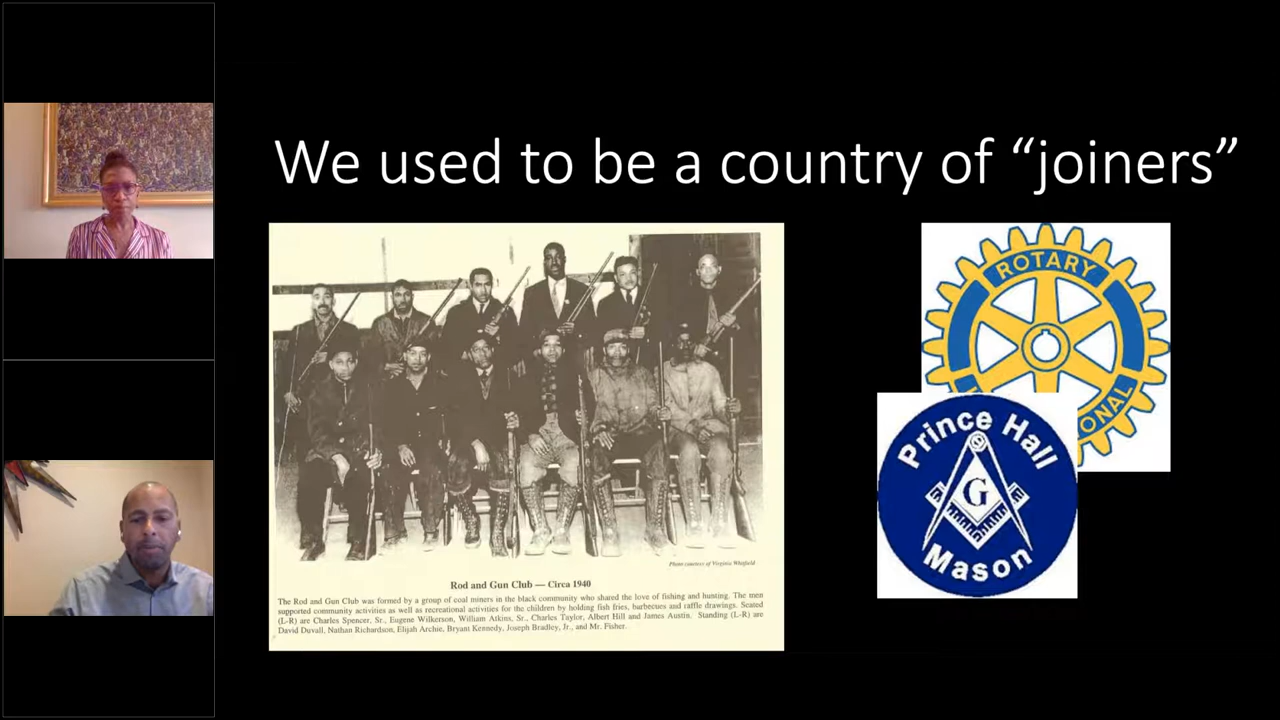 We used to be a country of “joiners”
Photo courtesy of Virginia Whitfield
Rod and Gun Club — Circa 1940
The Rod and Gun Club was formed by a group of coal miners in the black community who shared the love of fishing and hunting. The men
supported community activities as well as recreational activities for the children by holding fish fries, barbecues and raffle drawings. Seated
(L-R) are Charles Spencer, Sr., Eugene Wilkerson, William Atkins, Sr., Charles Taylor, Albert Hill and James Austin. Standing (L-R) are
David Duvall, Nathan Richardson, Elijah Archie, Bryant Kennedy, Joseph Bradley, Jr., and Mr. Fisher.
ROTARY
ONAL
Prince Hall
G
Mason